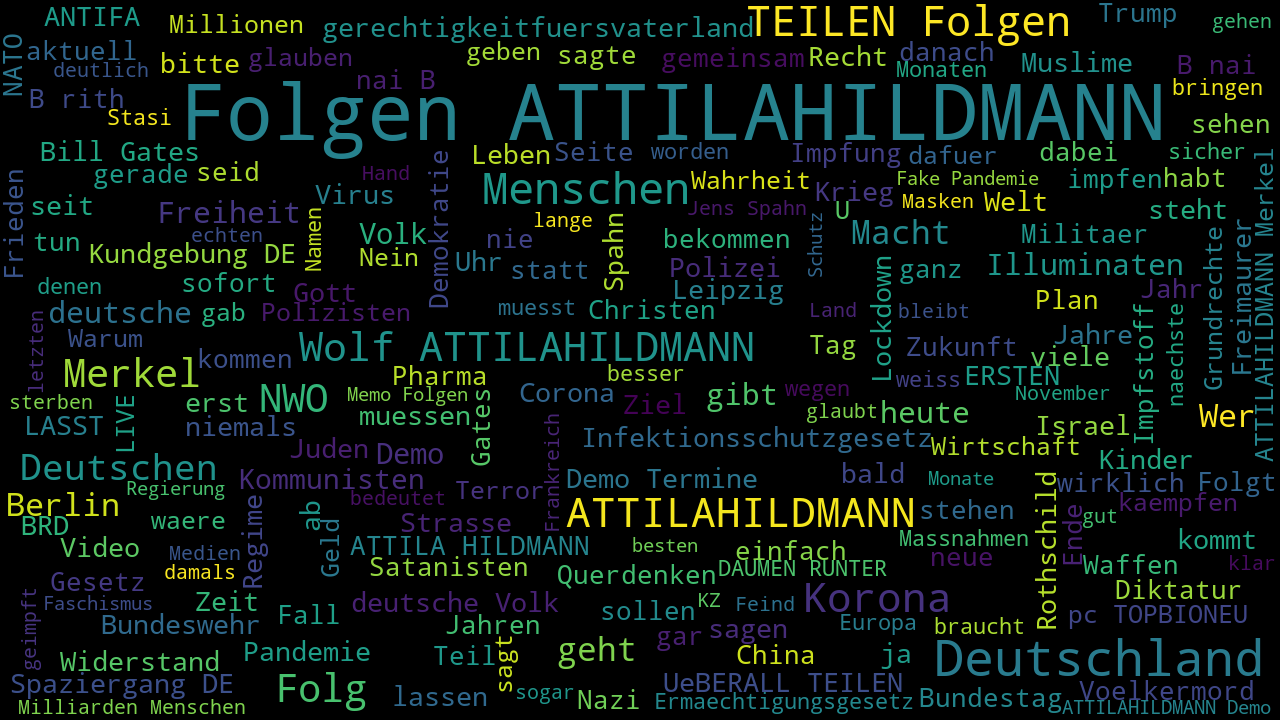 ANTIFA
Millionen
gerechtigkeitfuersvaterland
TEILEN Folgen
Trump
gehen
NATO
aktuell
deutlich
bitte
glauben
geben
sagte
gemeinsam
Recht
danach
Monaten
Muslime
B nai
bringen
nai B
B rith
Stasi
Folgen ATTILAHILDMANN
sehen
Bill Gates
gerade
seid
Hand
Demokratie
Leben
Seite
worden
Impfung
dafuer
dabei
sicher
ATTILAHILDMANN Merkel
Frieden
seit
Freiheit
echten
Virus
Menschen
Wahrheit
Jens Spahn
Krieg
Fake Pandemie
Masken
Welt
impfen
habt
steht
tun
Kundgebung DE
Namen
Volk
Nein
nie
lange
Spahn
bekommen
Schutz
U
Macht
Militaer
Grundrechte
Freimaurer
denen
sofort
Gott
Uhr
statt
Polizei
Leipzig
Lockdown
ganz
Illuminaten
deutsche
gab
Polizisten
muesst
Christen
Land
bleibt
Plan
Jahr
letzten
Warum
kommen
Wolf ATTILAHILDMANN
Tag
Zukunft
Jahre
viele
Impfstoff
naechste
Merkel
Pharma
besser
wegen
weiss
ERSTEN
November
sterben
erst
NWO
Memo Folgen
Corona
Ziel
gibt
glaubt
heute
Wer
LASST
LIVE
niemals
muessen
Gates
Infektionsschutzgesetz
Wirtschaft
Israel
Juden
Demo
Frankreich
Kinder
Deutschen
Kommunisten
Demo Termine
bald
Monate
wirklich
Folgt
Berlin
Regierung
bedeutet
Terror
ATTILAHILDMANN
stehen
Rothschild
Ende
kaempfen
BRD
waere
Regime
ab
Strasse
gut
Video
Medien
Geld
ATTILA HILDMANN
besten
einfach
Massnahmen
neue
kommt
damals
Satanisten
Querdenken
DAUMEN RUNTER
Waffen
klar
geimpft
Gesetz
Faschismus
Zeit
Fall
deutsche Volk
sollen
KZ
Feind
Korona
Diktatur
Bundeswehr
Jahren
gar
sagen
Europa
braucht
pc TOPBIONEU
Widerstand
Pandemie
Teil
sagt
geht
China
ja
Deutschland
Spaziergang DE
Folg
lassen
sogar
Nazi
UeBERALL TEILEN
Ermaechtigungsgesetz
Bundestag
Voelkermord
Milliarden Menschen
ATTILAHILDMANN Demo